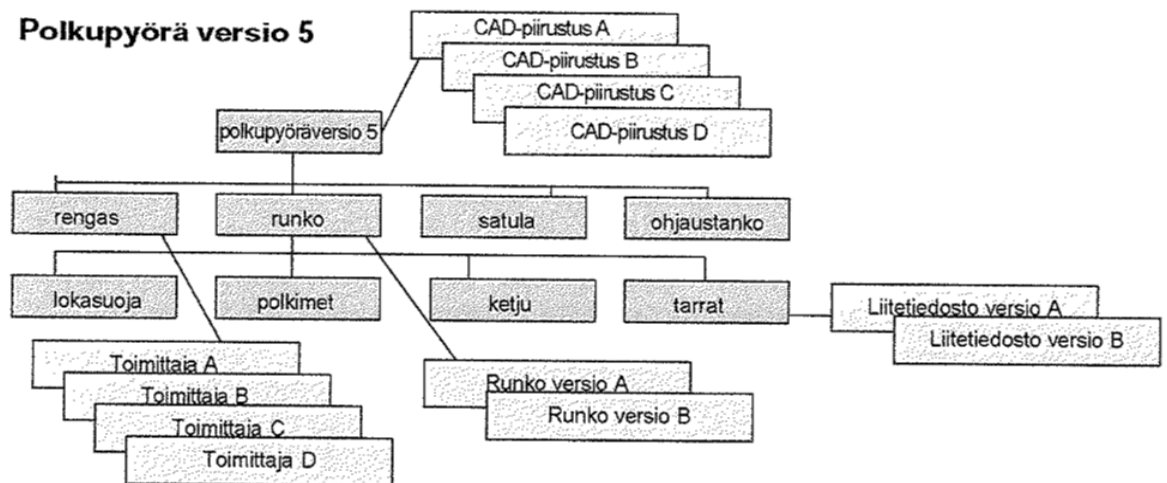 Polkupyörä versio 5
CAD-piirustus A
CAD-piirustus B
CAD-piirustus C
CAD-piirustus D
polkupyöräversio 5
rengas
runko
satula
ohjaustanko
lokasuoja
polkimet
ketju
tarrat
Liitetiedosto versio A
Liitetiedosto versio B
Toimittaja A
Toimittaja B
Toimittaja C
Toimittaja D
Runko versio A
Runko versio B